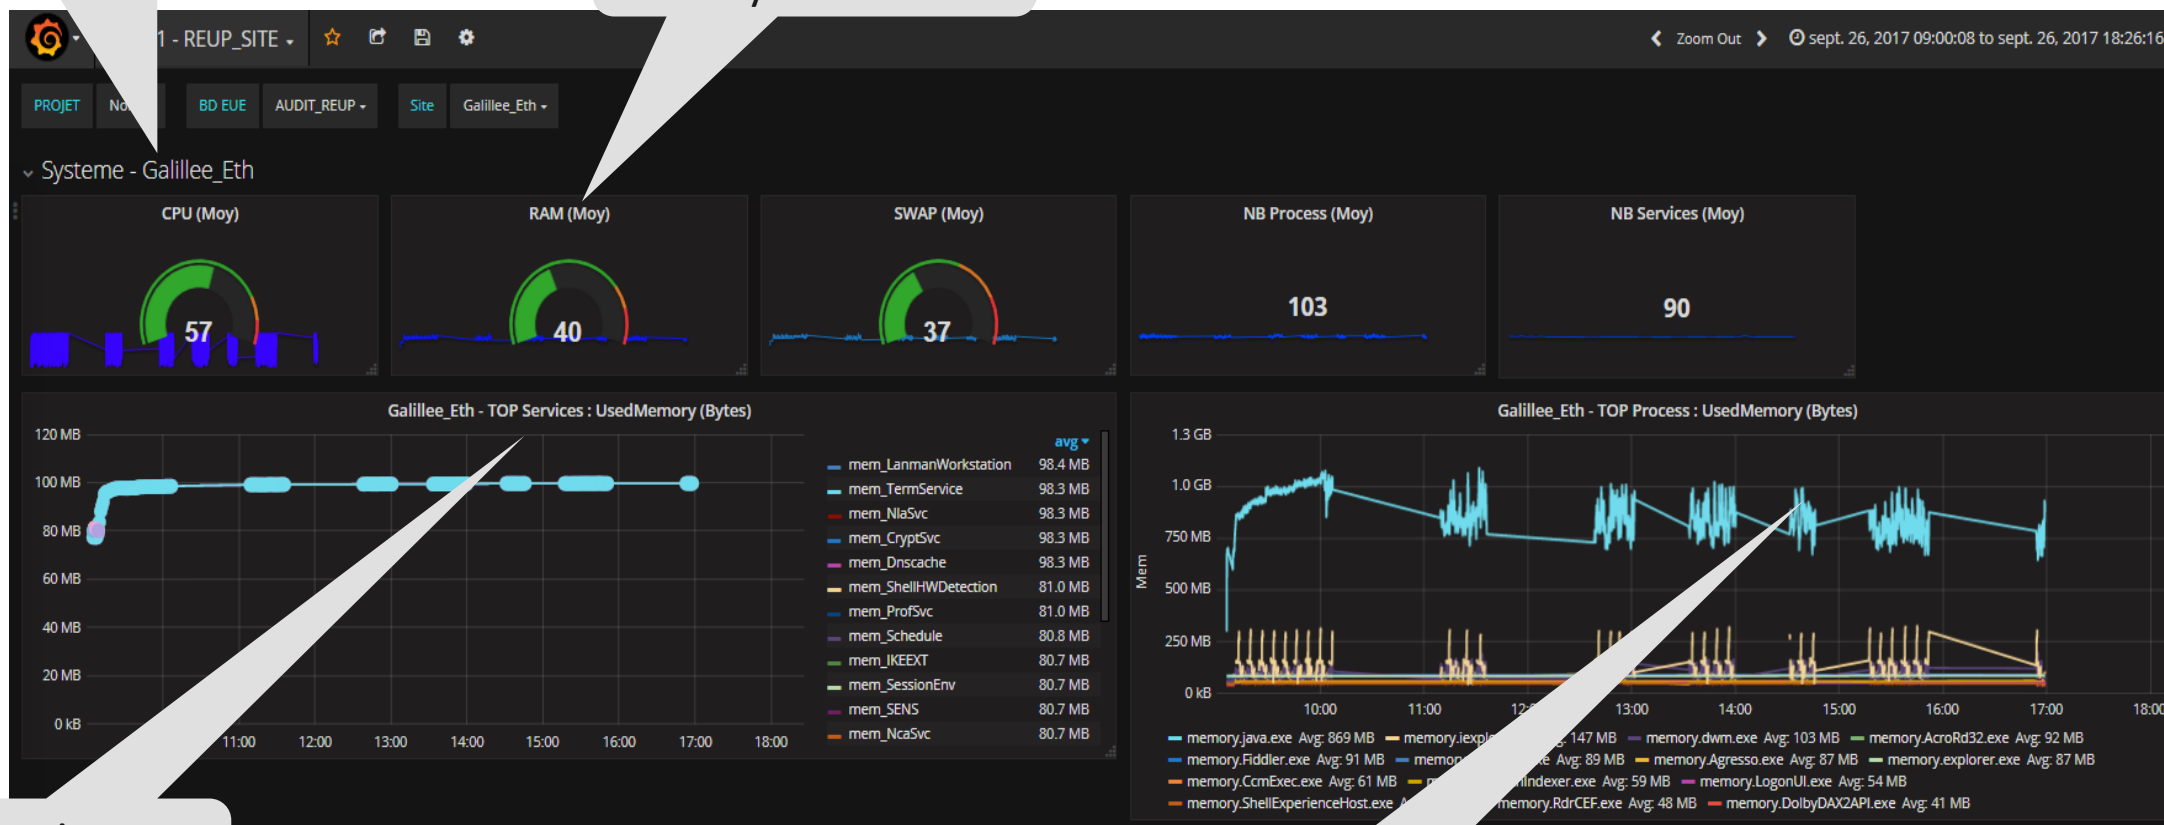 1 - REUP_SITE
Zoom Out
sept. 26, 2017 09:00:08 to sept. 26, 2017 18:26:16
PROJET
BD EUE
AUDIT_REUP
Site
Galillee_Eth
Systeme - Galillee_Eth
CPU (Moy)
57
RAM (Moy)
40
SWAP (Moy)
37
NB Process (Moy)
103
NB Services (Moy)
90
Galillee_Eth - TOP Services : UsedMemory (Bytes)
120 MB
100 MB
80 MB
60 MB
40 MB
20 MB
0 kB
11:00 12:00 13:00 14:00 15:00 16:00 17:00 18:00
avg
mem_LanmanWorkstation 98.4 MB
mem_TermService 98.3 MB
mem_NlaSvc 98.3 MB
mem_CryptSvc 98.3 MB
mem_Dnscache 98.3 MB
mem_ShellHWDetection 81.0 MB
mem_ProfSvc 81.0 MB
mem_Schedule 80.8 MB
mem_IKEEXT 80.7 MB
mem_SessionEnv 80.7 MB
mem_SENS 80.7 MB
mem_NcaSvc 80.7 MB
Galillee_Eth - TOP Process : UsedMemory (Bytes)
Mem
1.3 GB
1.0 GB
750 MB
500 MB
250 MB
0 kB
10:00 11:00 13:00 14:00 15:00 16:00 17:00 18:00
memory.java.exe Avg: 869 MB 147 MB memory.dwm.exe Avg: 103 MB memory.AcroRd32.exe Avg: 92 MB
memory.Fiddler.exe Avg: 91 MB Avg: 89 MB memory.Agresso.exe Avg: 87 MB memory.explorer.exe Avg: 87 MB
memory.CcmExec.exe Avg: 61 MB Avg: 59 MB memory.LogonUI.exe Avg: 54 MB
memory.ShellExperienceHost.exe memory.RdrCEF.exe Avg: 48 MB memory.DolbyDAX2API.exe Avg: 41 MB